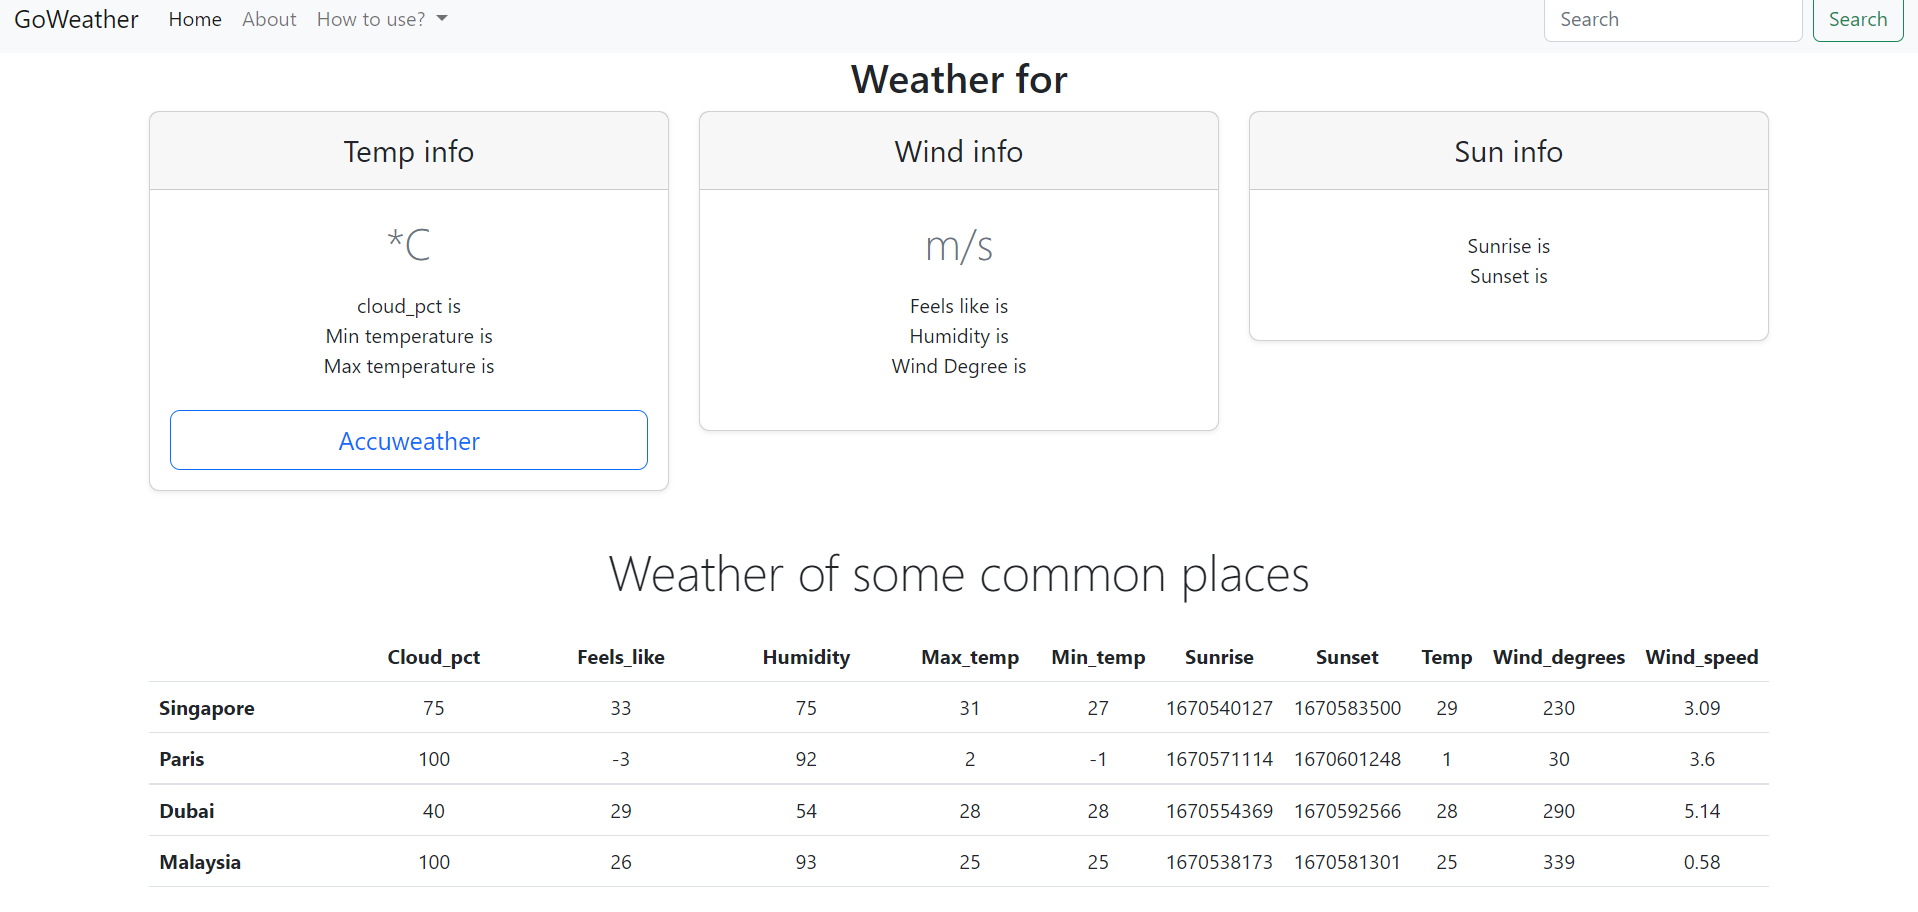 GoWeather Home About How to use? Search Search
Weather for
Temp info
*C
cloud_pct is
Min temperature is
Max temperature is
Accuweather
Wind info
m/s
Feels like is
Humidity is
Wind Degree is
Sun info
Sunrise is
Sunset is
Weather of some common places
Cloud_pct Feels_like Humidity Max_temp Min_temp Sunrise Sunset Temp Wind_degrees Wind_speed
Singapore 75 33 75 31 27 1670540127 1670583500 29 230 3.09
Paris 100 -3 92 2 -1 1670571114 1670601248 1 30 3.6
Dubai 40 29 54 28 28 1670554369 1670592566 28 290 5.14
Malaysia 100 26 93 25 25 1670538173 1670581301 25 339 0.58